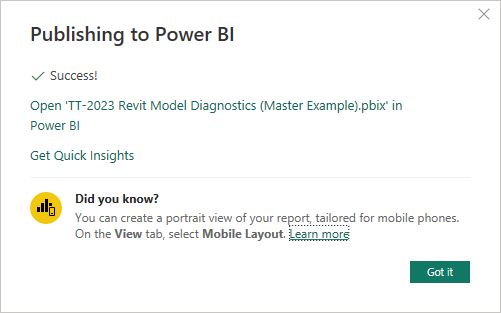 Publishing to Power BI
Success!
Open 'TT-2023 Revit Model Diagnostics (Master Example).pbix' in
Power BI
Get Quick Insights
Did you know?
You can create a portrait view of your report, tailored for mobile phones.
On the View tab, select Mobile Layout. Learn more
Got it